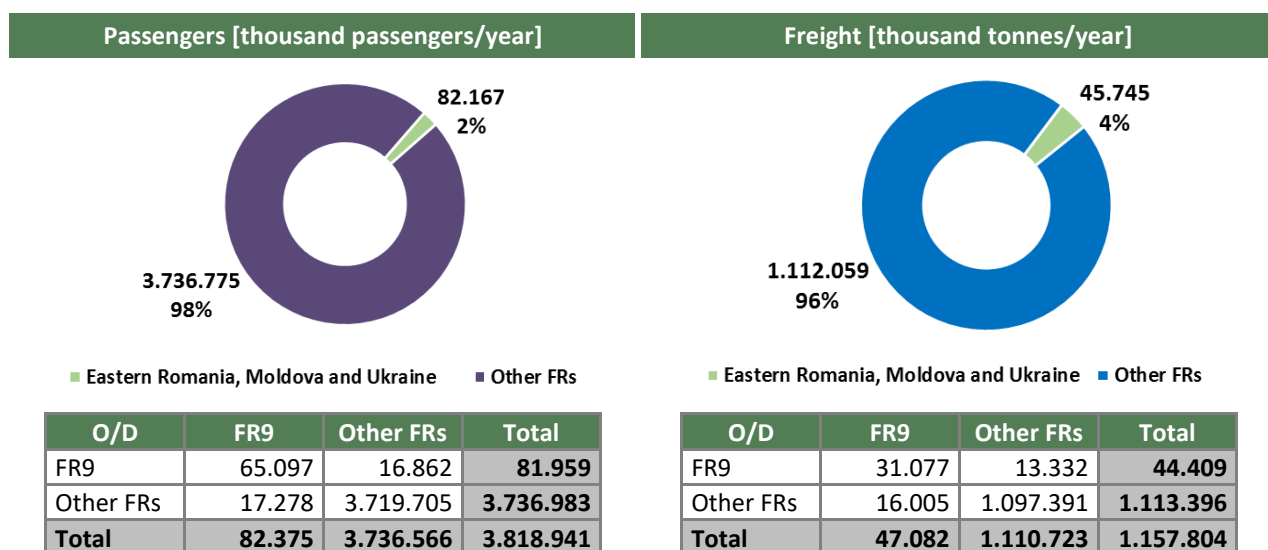 Passengers [thousand passengers/year]
82.167
2%
3.736.775
98%
Eastern Romania, Moldova and Ukraine Other FRs
O/D FR9 Other FRs Total
FR9 65.097 16.862 81.959
Other FRs 17.278 3.719.705 3.736.983
Total 82.375 3.736.566 3.818.941
Freight [thousand tonnes/year]
45.745
4%
1.112.059
96%
Eastern Romania, Moldova and Ukraine Other FRs
O/D FR9 Other FRs Total
FR9 31.077 13.332 44.409
Other FRs 16.005 1.097.391 1.113.396
Total 47.082 1.110.723 1.157.804